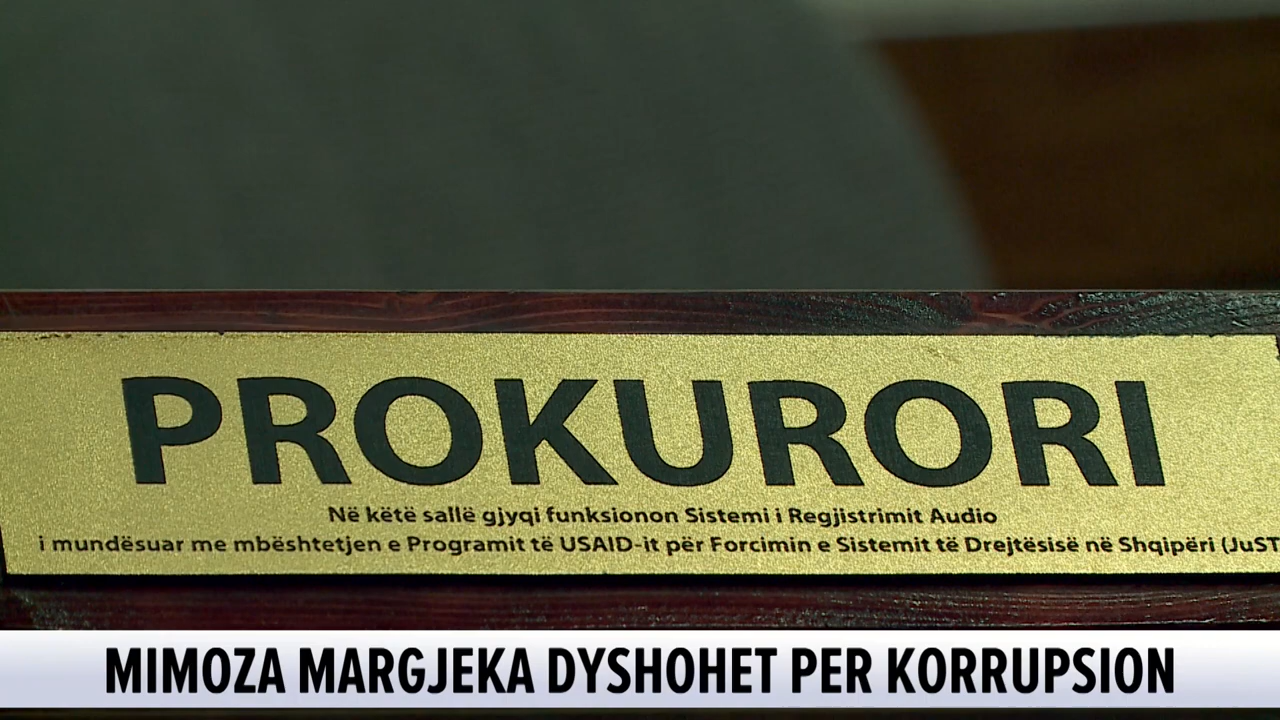 PROKURORI
Në këtë sallë gjyqi funksionon Sistemi i Regjistrimit Audio
i mundësuar me mbështetjen e Programit të USAID-it për Forcimin e Sistemit të Drejtësisë në Shqipëri (JuST
MIMOZA MARGJEKA DYSHOHET PER KORRUPSION